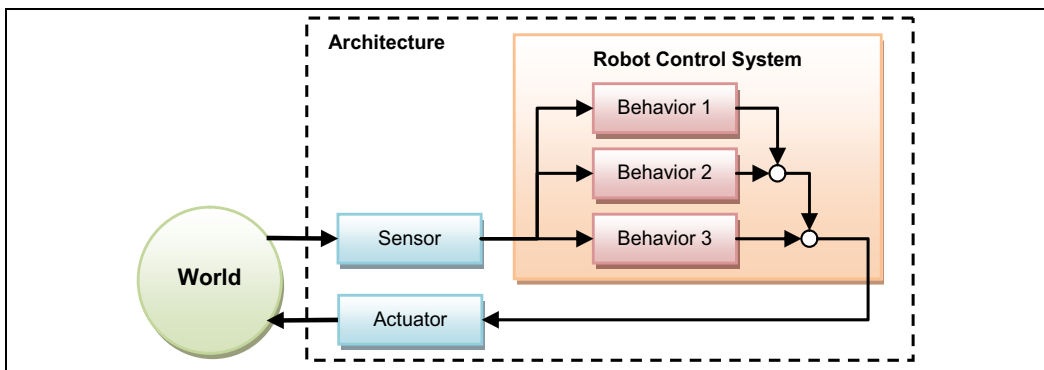 Architecture
Robot Control System
Behavior 1
Behavior 2
Behavior 3
Sensor
World
Actuator